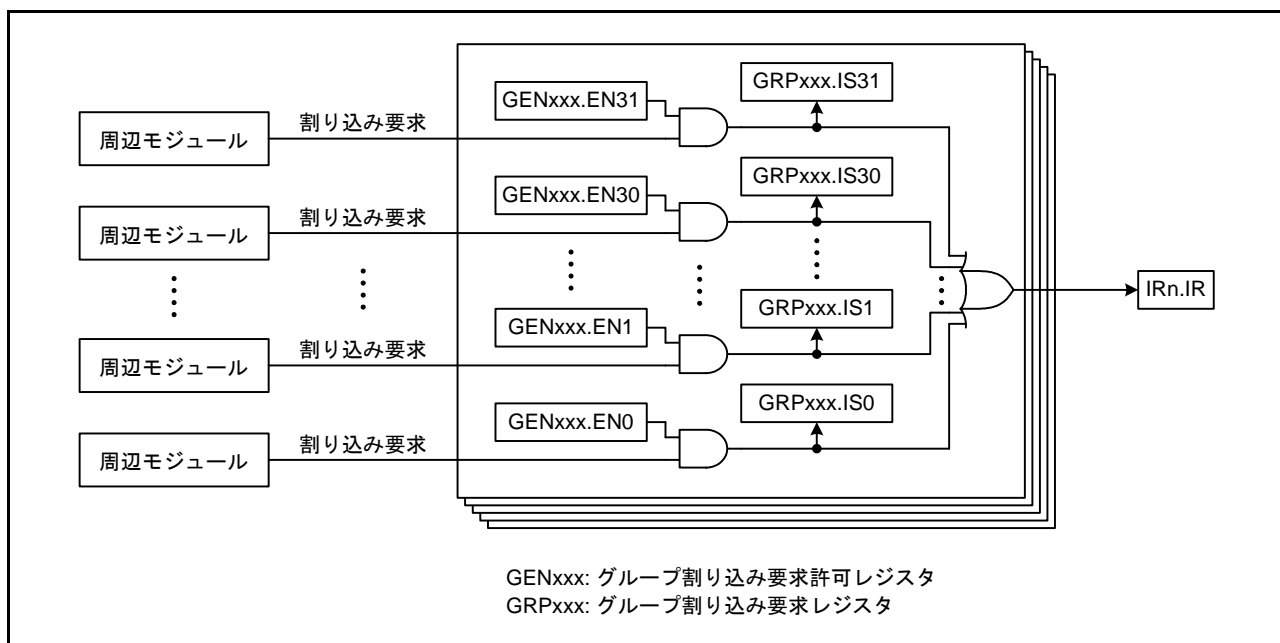 GENxxx.EN31
GRPxxx.IS31
周辺モジュール
割り込み要求
GENxxx.EN30
GRPxxx.IS30
周辺モジュール
割り込み要求
GENxxx.EN1
GRPxxx.IS1
IRn.IR
周辺モジュール
割り込み要求
GENxxx.EN0
GRPxxx.IS0
周辺モジュール
割り込み要求
GENxxx: グループ割り込み要求許可レジスタ
GRPxxx: グループ割り込み要求レジスタ